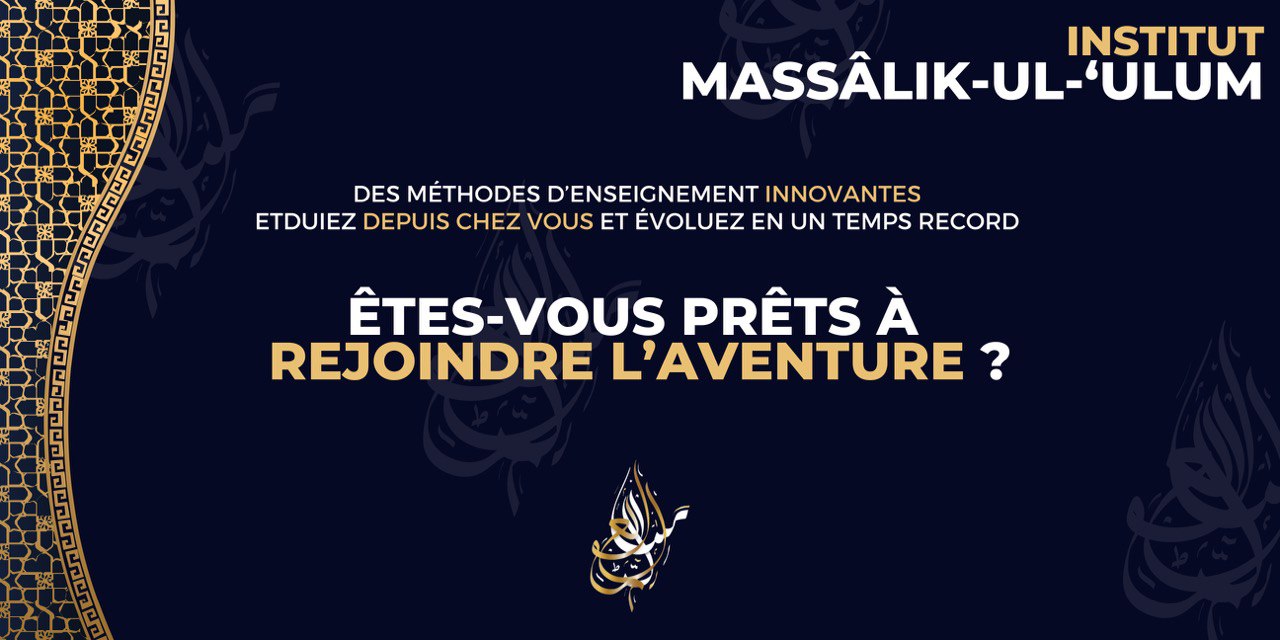 INSTITUT
MASSÂLIK-UL-‘ULUM
DES MÉTHODES D’ENSEIGNEMENT INNOVANTES
ETDUIEZ DEPUIS CHEZ VOUS ET ÉVOLUEZ EN UN TEMPS RECORD
ÊTES-VOUS PRÊTS À
REJOINDRE L’AVENTURE ?